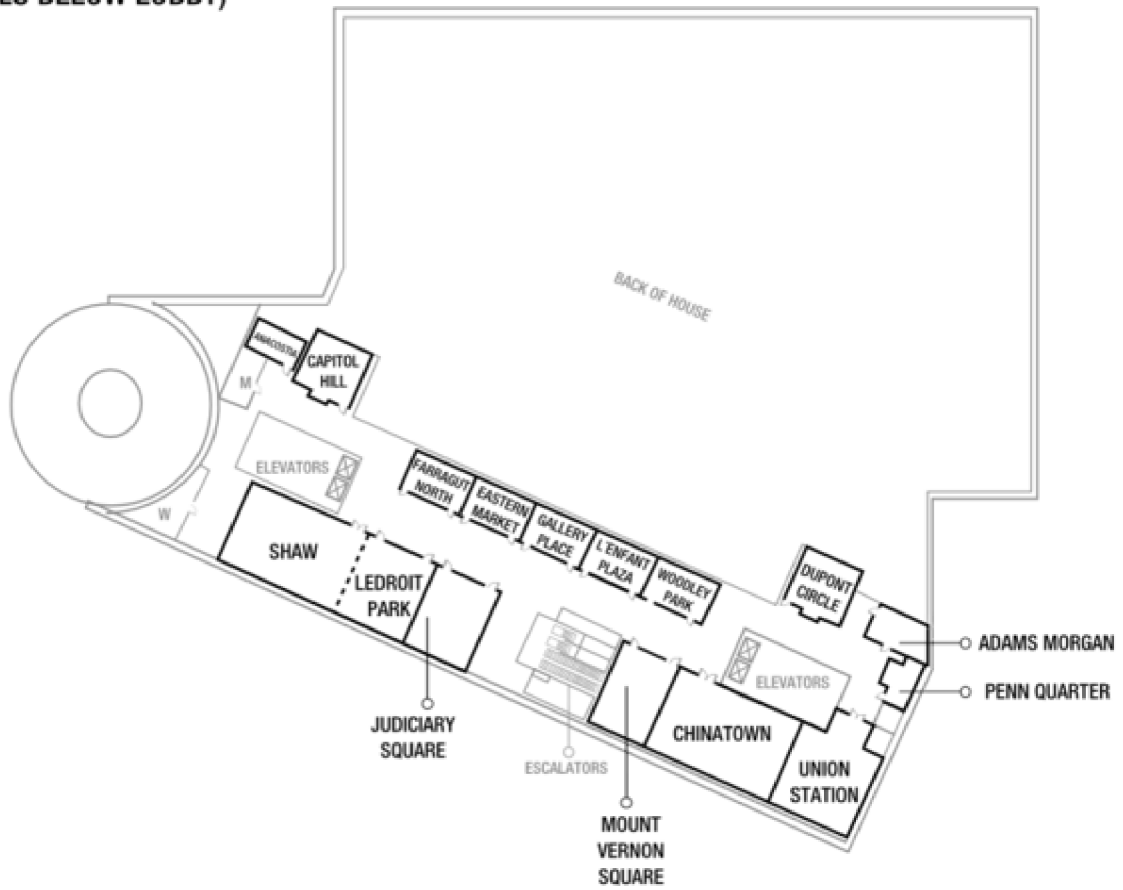 BACK OF HOUSE
ANACOSTIA
CAPITOL
HILL
M
ELEVATORS
FARRAGUT
NORTH
EASTERN
MARKET
GALLERY
PLACE
L'ENFANT
PLAZA
WOODLEY
PARK
W
SHAW
LEDROIT
PARK
DUPONT
CIRCLE
ADAMS MORGAN
PENN QUARTER
ELEVATORS
JUDICIARY
SQUARE
ESCALATORS
CHINATOWN
UNION
STATION
MOUNT
VERNON
SQUARE